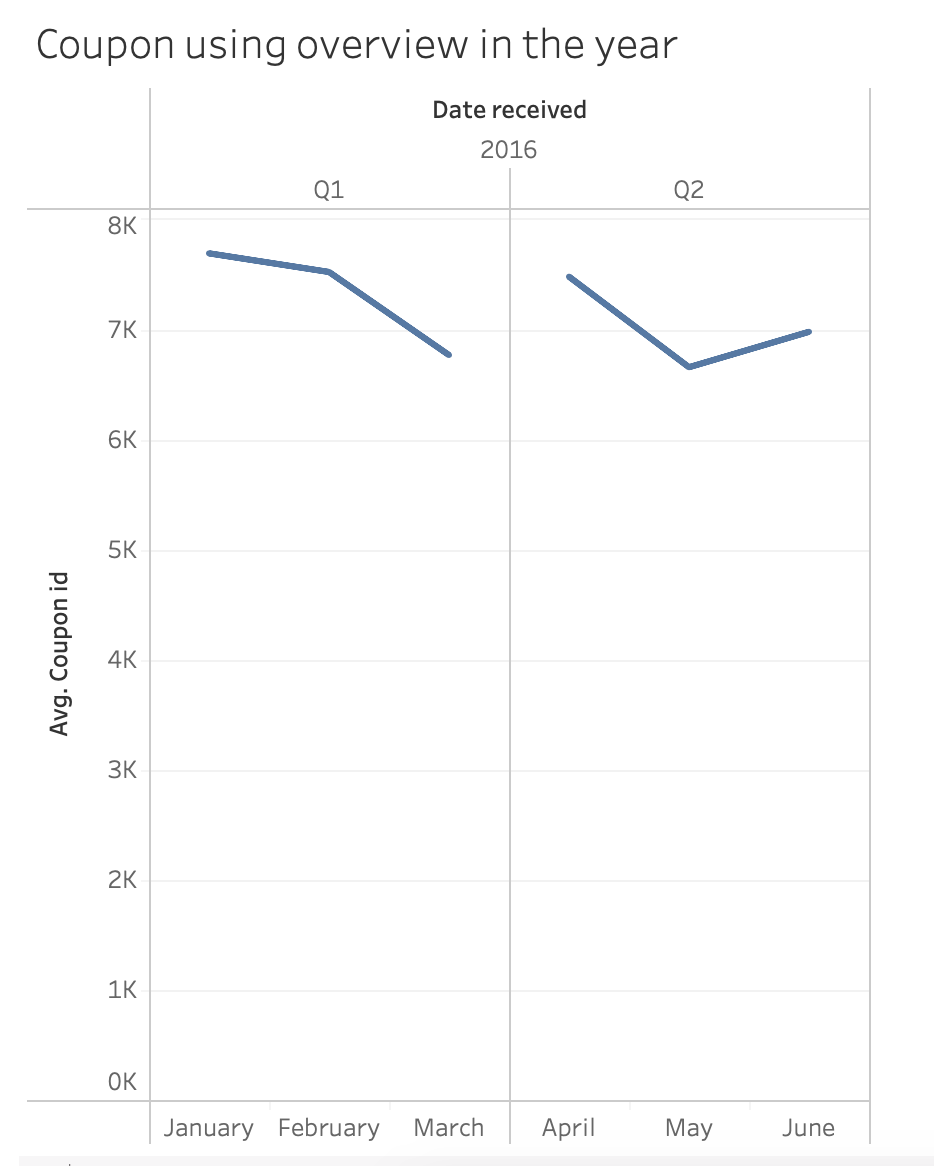 Coupon using overview in the year
Date received
2016
Q1 Q2
8K
7K
6K
5K
4K
3K
2K
1K
0K
Avg. Coupon id
January February March April May June